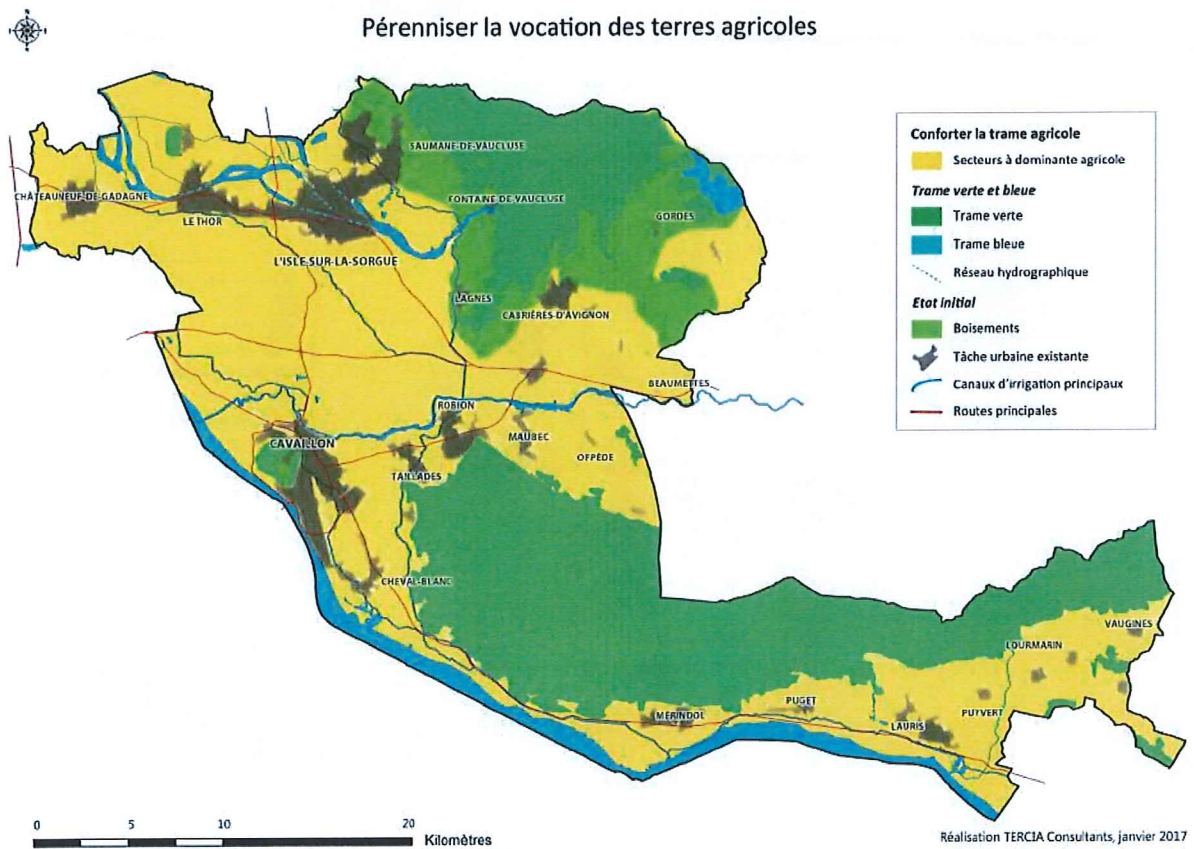 Pérenniser la vocation des terres agricoles
Conforter la trame agricole
Secteurs à dominante agricole
Trame verte et bleue
Trame verte
Trame bleue
Réseau hydrographique
Etat initial
Boisements
Tâche urbaine existante
Canaux d'irrigation principaux
Routes principales
SAUMANE-DE-VAUCLUSE
CHÂTEAUNEUF-DE-GADAGNE
FONTAINE-DE-VAUCLUSE
LE THOR
GORDES
L'ISLE-SUR-LA-SORGUE
LAGNES
CABRIÈRES-D'AVIGNON
BEAUMETTES
ROBION
CAVAILLON
MAUBEC
OPPÈDE
TAILLADES
CHEVAL-BLANC
VAUGINES
LOURMARIN
PUGET
MÉRINDOL
PUYVERT
LAURIS
0 5 10 20
Kilomètres
Réalisation TERCIA Consultants, janvier 2017